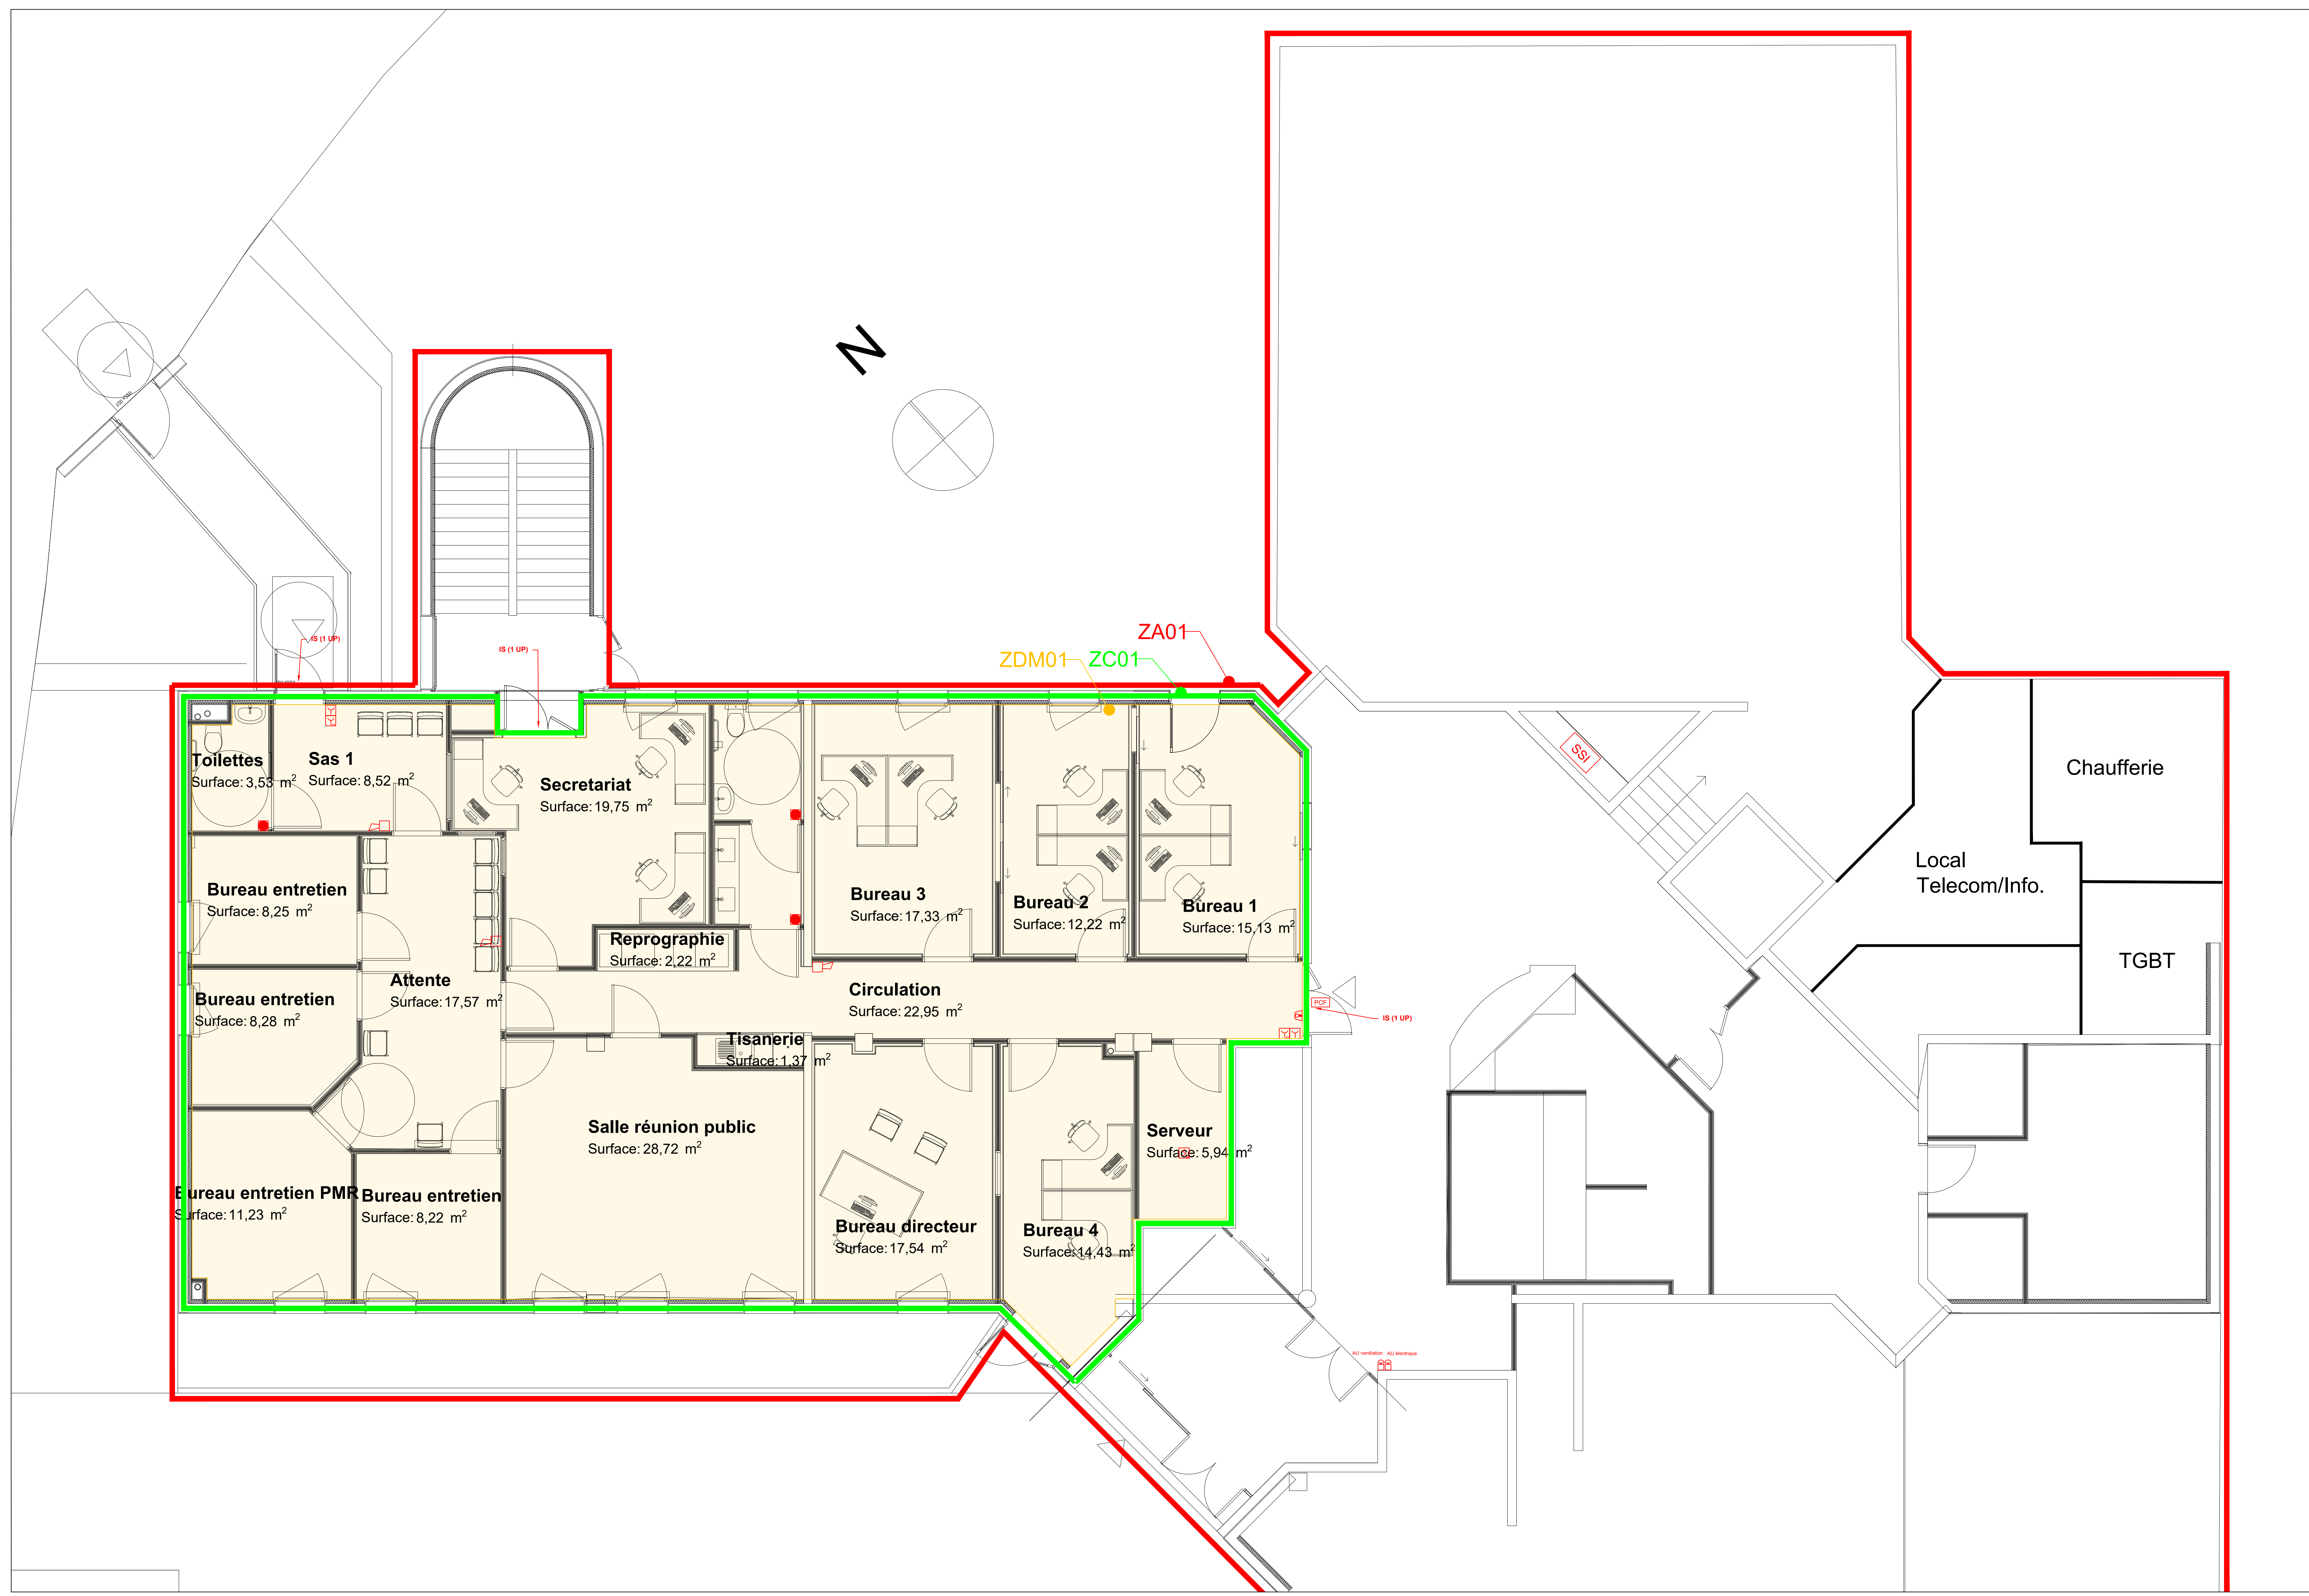 N
IS (1 UP)
IS (1 UP)
ZA01
ZDM01
ZC01
SSI
Chaufferie
Local
Telecom/Info.
TGBT
Toilettes
Surface: 3,53 m²
Sas 1
Surface: 8,52 m²
Secretariat
Surface: 19,75 m²
Bureau 3
Surface: 17,33 m²
Bureau 2
Surface: 12,22 m²
Bureau 1
Surface: 15,13 m²
Bureau entretien
Surface: 8,25 m²
Reprographie
Surface: 2,22 m²
Attente
Surface: 17,57 m²
Circulation
Surface: 22,95 m²
PCF
IS (1 UP)
Bureau entretien
Surface: 8,28 m²
Tisanerie
Surface: 1,37 m²
Salle réunion public
Surface: 28,72 m²
Serveur
Surface: 5,94 m²
Bureau entretien PMR
Surface: 11,23 m²
Bureau entretien
Surface: 8,22 m²
Bureau directeur
Surface: 17,54 m²
Bureau 4
Surface: 14,43 m²
AU ventilation
AU électrique